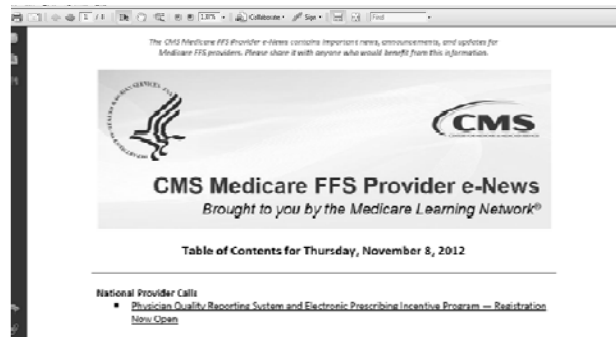 Collaborate
Sign
Find
The CMS Medicare FFS Provider e-News contains important news, announcements, and updates for
Medicare FFS providers. Please share it with anyone who would benefit from this information.
CMS
CMS Medicare FFS Provider e-News
Brought to you by the Medicare Learning Network®
Table of Contents for Thursday, November 8, 2012
National Provider Calls
▪ Physician Quality Reporting System and Electronic Prescribing Incentive Program — Registration
Now Open